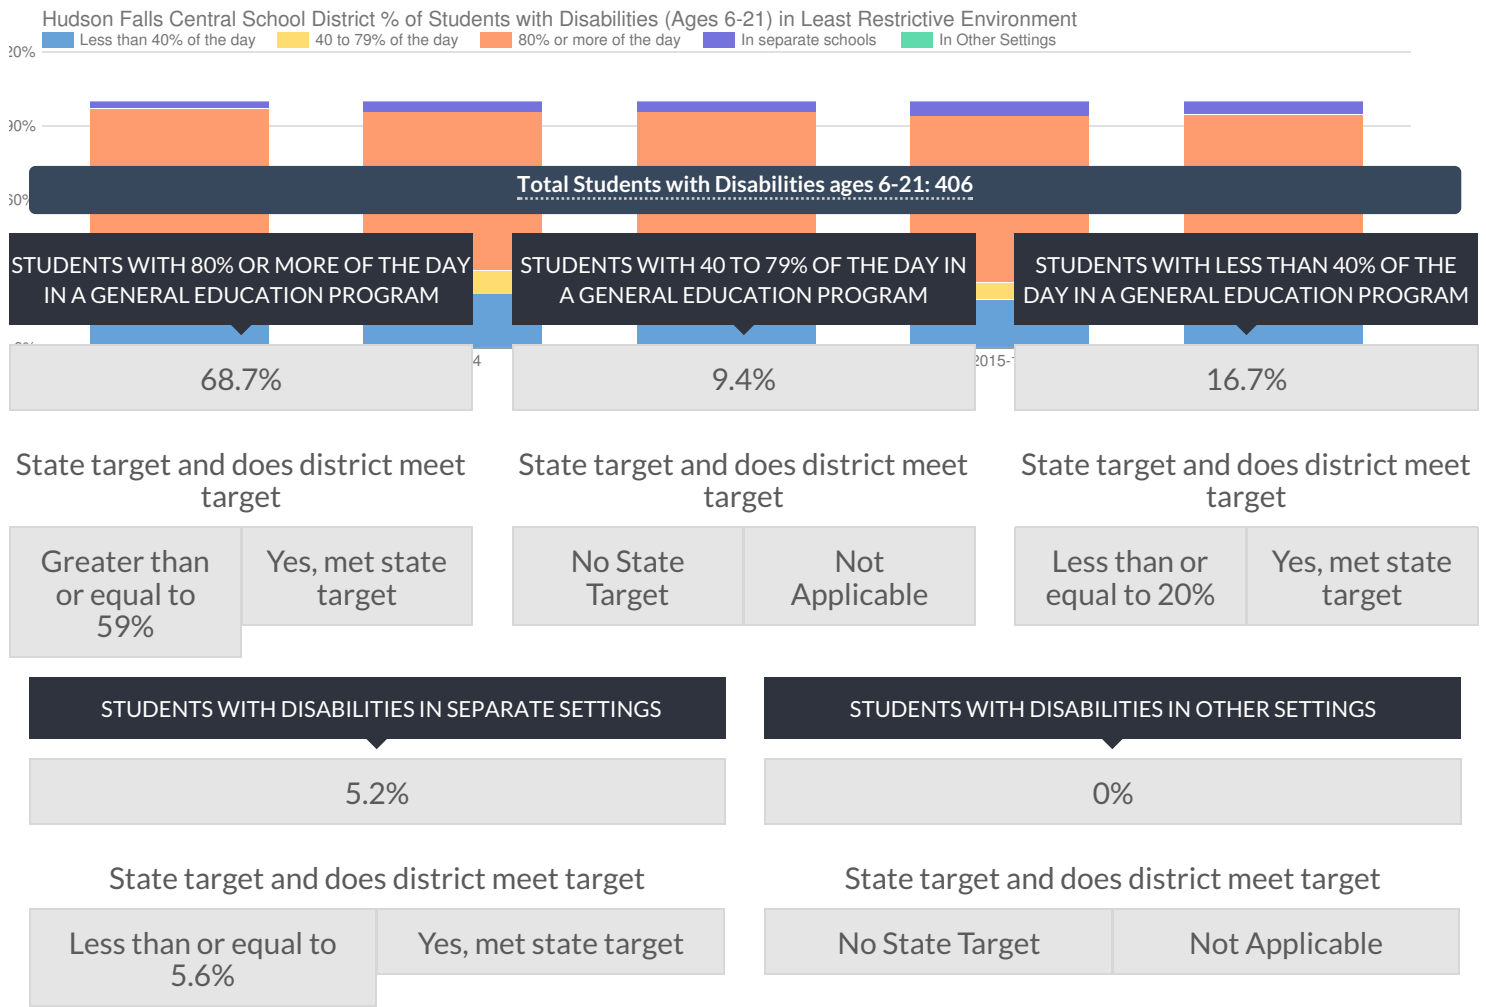 Hudson Falls Central School District % of Students with Disabilities (Ages 6-21) in Least Restrictive Environment
Less than 40% of the day 40 to 79% of the day 80% or more of the day In separate schools In Other Settings
20%
90%
60%
Total Students with Disabilities ages 6-21: 406
STUDENTS WITH 80% OR MORE OF THE DAY
IN A GENERAL EDUCATION PROGRAM
STUDENTS WITH 40 TO 79% OF THE DAY IN
A GENERAL EDUCATION PROGRAM
STUDENTS WITH LESS THAN 40% OF THE
DAY IN A GENERAL EDUCATION PROGRAM
4
2015-
68.7%
9.4%
16.7%
State target and does district meet
target
State target and does district meet
target
State target and does district meet
target
Greater than
or equal to
59%
Yes, met state
target
No State
Target
Not
Applicable
Less than or
equal to 20%
Yes, met state
target
STUDENTS WITH DISABILITIES IN SEPARATE SETTINGS
STUDENTS WITH DISABILITIES IN OTHER SETTINGS
5.2%
0%
State target and does district meet target
State target and does district meet target
Less than or equal to
5.6%
Yes, met state target
No State Target
Not Applicable